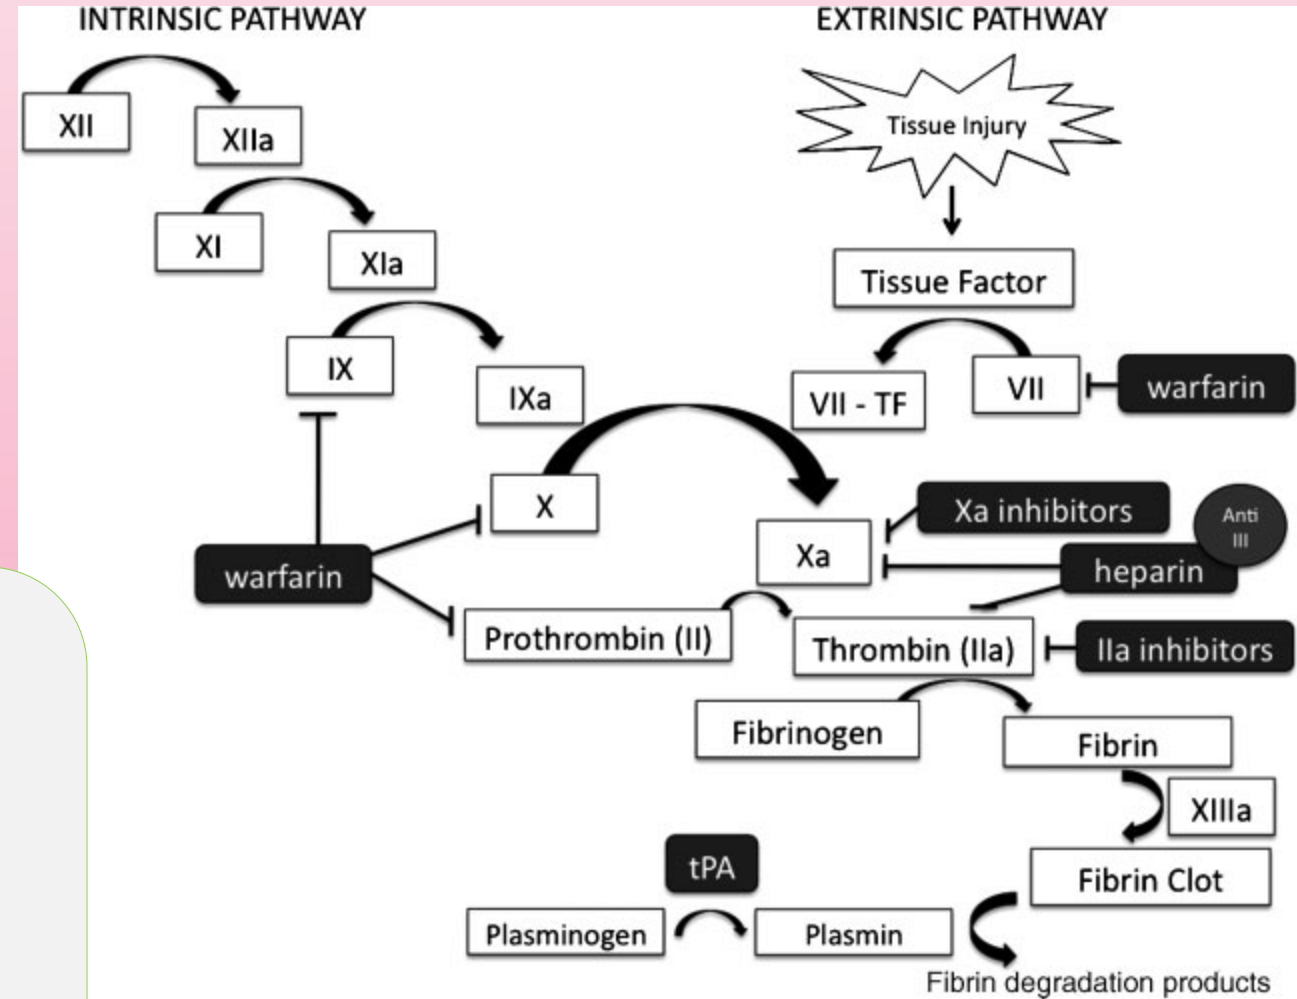 INTRINSIC PATHWAY
EXTRINSIC PATHWAY
XII
XIIa
Tissue Injury
XI
XIa
Tissue Factor
IX
IXa
VII - TF
VII
warfarin
X
Xa inhibitors
Anti
III
Xa
heparin
warfarin
Prothrombin (II)
Thrombin (IIa)
IIa inhibitors
Fibrinogen
Fibrin
XIIIa
tPA
Fibrin Clot
Plasminogen
Plasmin
Fibrin degradation products